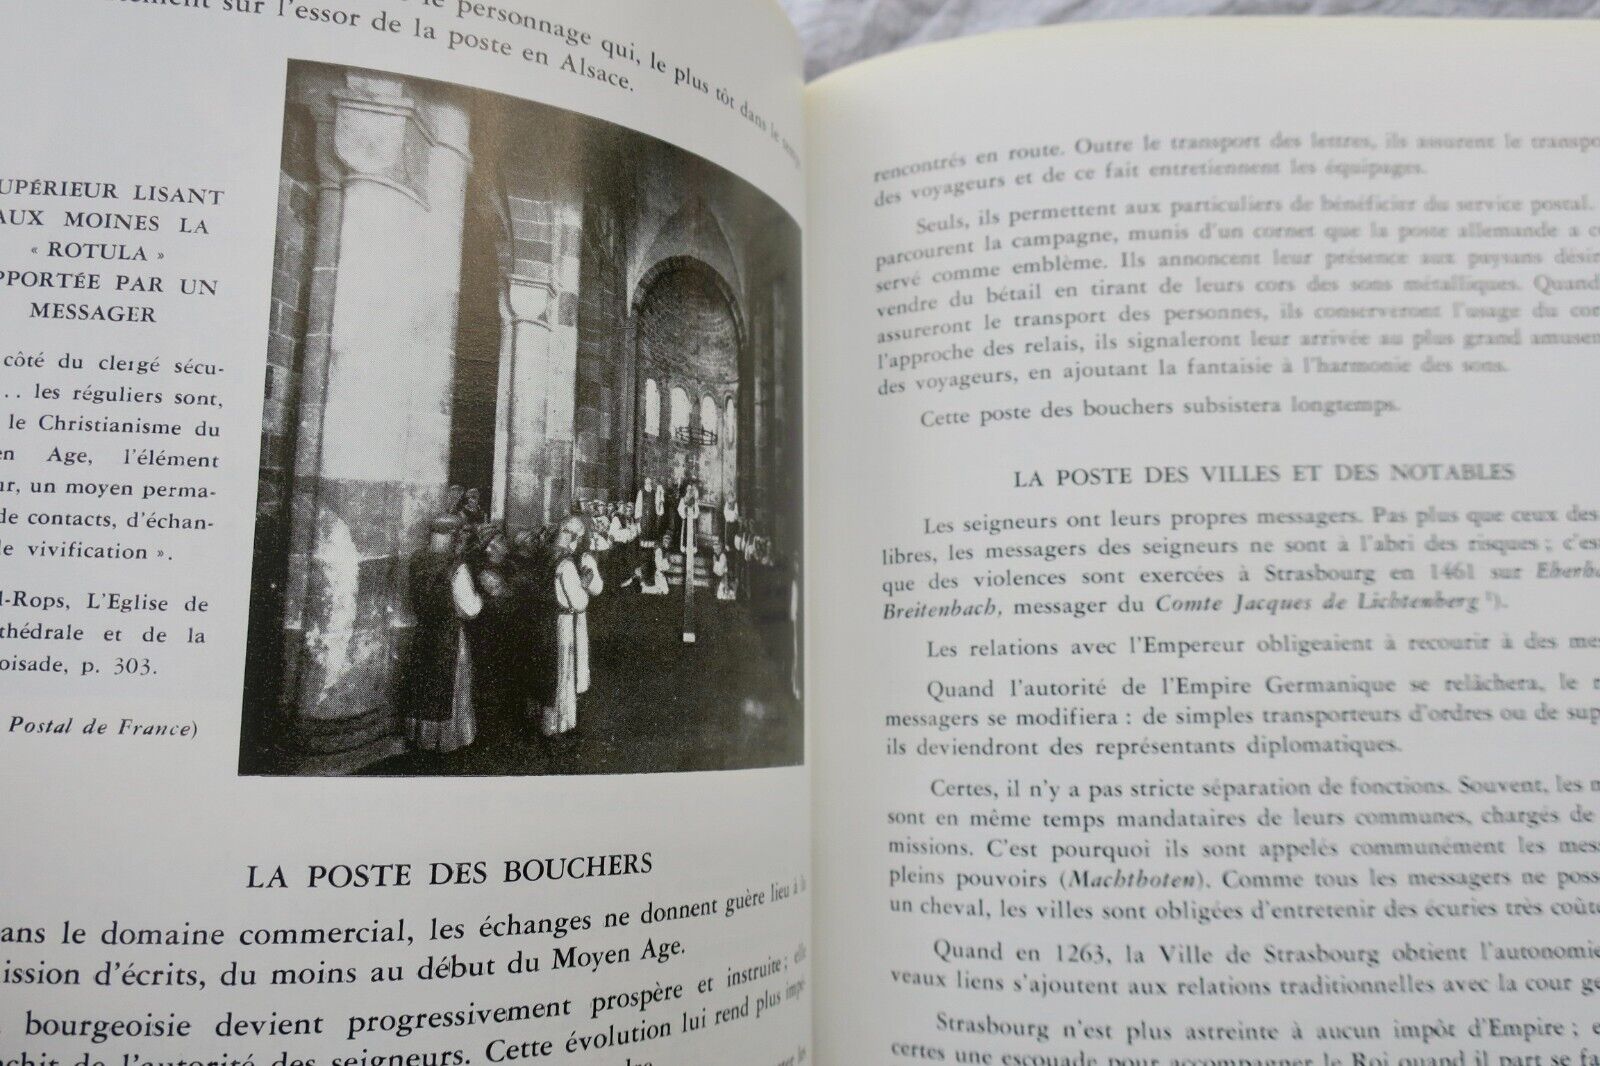 le personnage qui, le plus tôt dans le temps
sur l'essor de la poste en Alsace.
UPÉRIEUR LISANT
AUX MOINES LA
« ROTULA »
PPORTÉE PAR UN
MESSAGER
côté du clergé sécu-
.. les réguliers sont,
le Christianisme du
en Age, l'élément
ur, un moyen perma-
de contacts, d'échan-
le vivification ».
l-Rops, L'Eglise de
thédrale et de la
oisade, p. 303.
Postal de France)
LA POSTE DES BOUCHERS
ans le domaine commercial, les échanges ne donnent guère lieu à la
ission d'écrits, du moins au début du Moyen Age.
bourgeoisie devient progressivement prospère et instruite ; elle
chit de l'autorité des seigneurs. Cette évolution lui rend plus impé-
rencontrés en route. Outre le transport des lettres, ils assurent le transpo
des voyageurs et de ce fait entretiennent les équipages.
Seuls, ils permettent aux particuliers de bénéficier du service postal.
parcourent la campagne, munis d'un cornet que la poste allemande a co
servé comme emblème. Ils annoncent leur présence aux paysans désir
vendre du bétail en tirant de leurs cors des sons métalliques. Quand
assureront le transport des personnes, ils conserveront l'usage du cor
l'approche des relais, ils signaleront leur arrivée au plus grand amusem
des voyageurs, en ajoutant la fantaisie à l'harmonie des sons.
Cette poste des bouchers subsistera longtemps.
LA POSTE DES VILLES ET DES NOTABLES
Les seigneurs ont leurs propres messagers. Pas plus que ceux des
libres, les messagers des seigneurs ne sont à l'abri des risques ; c'es
que des violences sont exercées à Strasbourg en 1461 sur Eberha
Breitenbach, messager du Comte Jacques de Lichtenberg ¹).
Les relations avec l'Empereur obligeaient à recourir à des mes
Quand l'autorité de l'Empire Germanique se relâchera, le r
messagers se modifiera : de simples transporteurs d'ordres ou de sup
ils deviendront des représentants diplomatiques.
Certes, il n'y a pas stricte séparation de fonctions. Souvent, les m
sont en même temps mandataires de leurs communes, chargés de
missions. C'est pourquoi ils sont appelés communément les mess
pleins pouvoirs (Machtboten). Comme tous les messagers ne possè
un cheval, les villes sont obligées d'entretenir des écuries très coûte
Quand en 1263, la Ville de Strasbourg obtient l'autonomie
veaux liens s'ajoutent aux relations traditionnelles avec la cour ge
Strasbourg n'est plus astreinte à aucun impôt d'Empire ; e
certes une escouade pour accompagner le Roi quand il part se fa